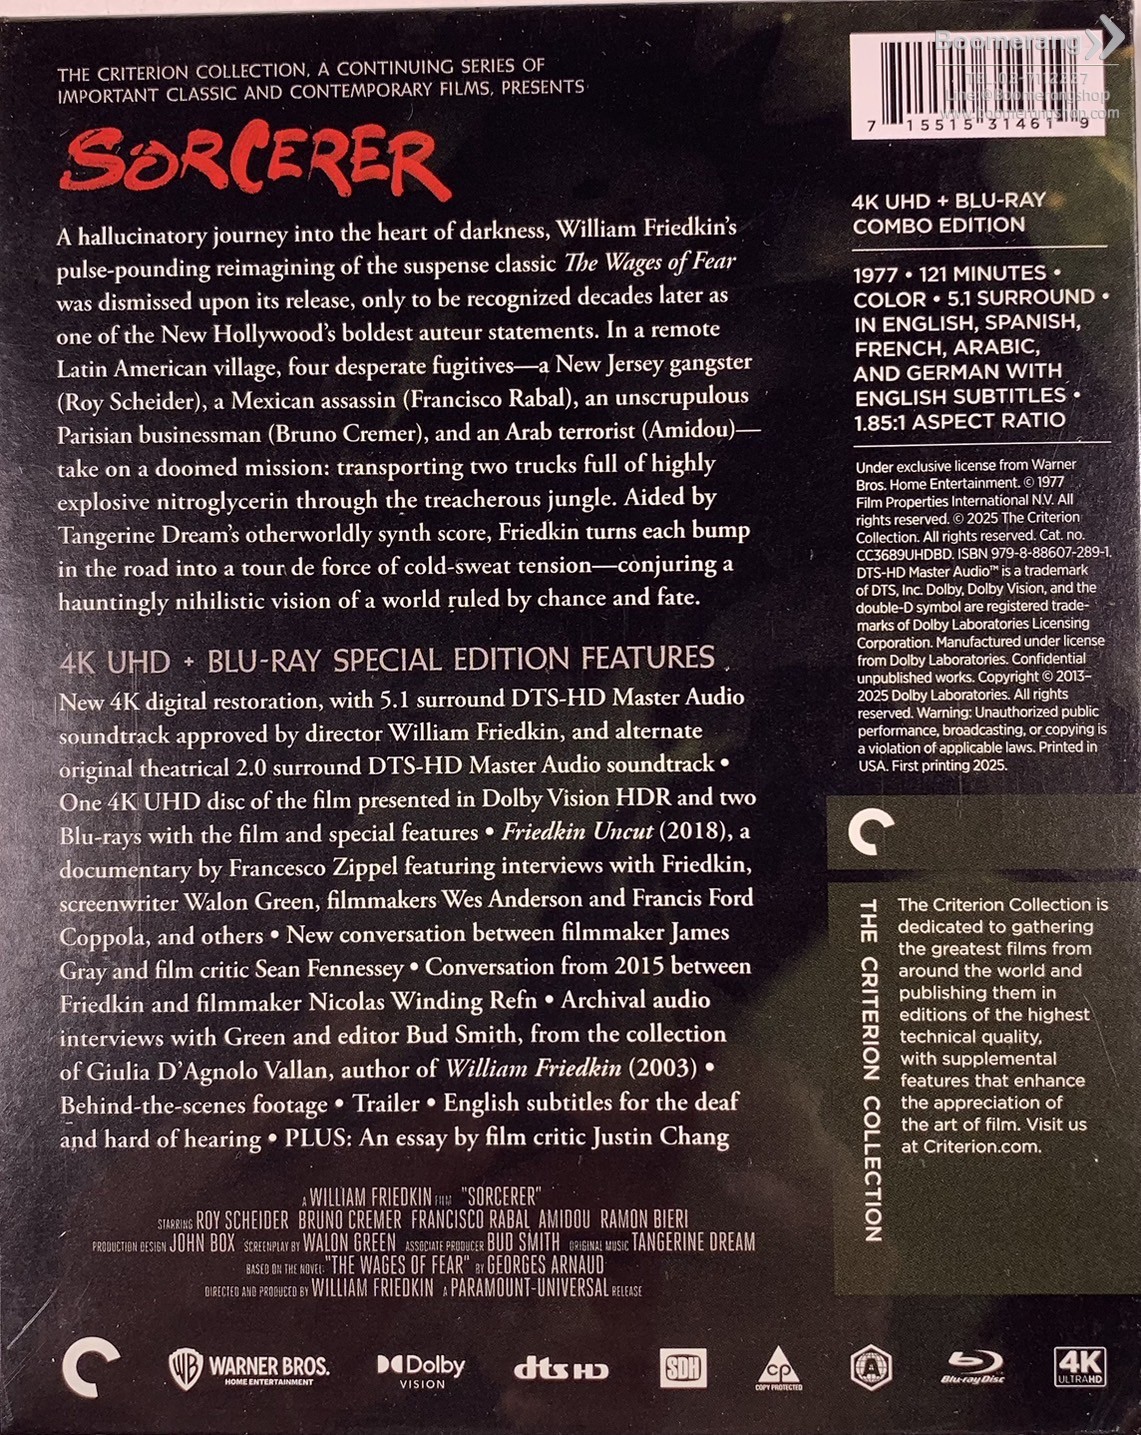 THE CRITERION COLLECTION, A CONTINUING SERIES OF
IMPORTANT CLASSIC AND CONTEMPORARY FILMS, PRESENTS
SORCERER
A hallucinatory journey into the heart of darkness, William Friedkin's
pulse-pounding reimagining of the suspense classic The Wages of Fear
was dismissed upon its release, only to be recognized decades later as
one of the New Hollywood's boldest auteur statements. In a remote
Latin American village, four desperate fugitives—a New Jersey gangster
(Roy Scheider), a Mexican assassin (Francisco Rabal), an unscrupulous
Parisian businessman (Bruno Cremer), and an Arab terrorist (Amidou)—
take on a doomed mission: transporting two trucks full of highly
explosive nitroglycerin through the treacherous jungle. Aided by
Tangerine Dream's otherworldly synth score, Friedkin turns each bump
in the road into a tour de force of cold-sweat tension—conjuring a
hauntingly nihilistic vision of a world ruled by chance and fate.
4K UHD + BLU-RAY SPECIAL EDITION FEATURES
New 4K digital restoration, with 5.1 surround DTS-HD Master Audio
soundtrack approved by director William Friedkin, and alternate
original theatrical 2.0 surround DTS-HD Master Audio soundtrack •
One 4K UHD disc of the film presented in Dolby Vision HDR and two
Blu-rays with the film and special features • Friedkin Uncut (2018), a
documentary by Francesco Zippel featuring interviews with Friedkin,
screenwriter Walon Green, filmmakers Wes Anderson and Francis Ford
Coppola, and others • New conversation between filmmaker James
Gray and film critic Sean Fennessey • Conversation from 2015 between
Friedkin and filmmaker Nicolas Winding Refn • Archival audio
interviews with Green and editor Bud Smith, from the collection
of Giulia D'Agnolo Vallan, author of William Friedkin (2003) •
Behind-the-scenes footage • Trailer • English subtitles for the deaf
and hard of hearing • PLUS: An essay by film critic Justin Chang
A WILLIAM FRIEDKIN FILM "SORCERER"
STARRING ROY SCHEIDER BRUNO CREMER FRANCISCO RABAL AMIDOU RAMON BIERI
PRODUCTION DESIGN JOHN BOX SCREENPLAY BY WALON GREEN ASSOCIATE PRODUCER BUD SMITH ORIGINAL MUSIC TANGERINE DREAM
BASED ON THE NOVEL: "THE WAGES OF FEAR" BY GEORGES ARNAUD
DIRECTED AND PRODUCED BY WILLIAM FRIEDKIN A PARAMOUNT-UNIVERSAL RELEASE
Boomerang
Line:@Boomerangshop
www.boomerangshop.com
7 15515 31461 9
4K UHD + BLU-RAY
COMBO EDITION
1977 • 121 MINUTES •
COLOR • 5.1 SURROUND •
IN ENGLISH, SPANISH,
FRENCH, ARABIC,
AND GERMAN WITH
ENGLISH SUBTITLES •
1.85:1 ASPECT RATIO
Under exclusive license from Warner
Bros. Home Entertainment. © 1977
Film Properties International N.V. All
rights reserved. © 2025 The Criterion
Collection. All rights reserved. Cat. no.
CC3689UHDBD. ISBN 979-8-88607-289-1.
DTS-HD Master Audio™ is a trademark
of DTS, Inc. Dolby, Dolby Vision, and the
double-D symbol are registered trade-
marks of Dolby Laboratories Licensing
Corporation. Manufactured under license
from Dolby Laboratories. Confidential
unpublished works. Copyright © 2013–
2025 Dolby Laboratories. All rights
reserved. Warning: Unauthorized public
performance, broadcasting, or copying is
a violation of applicable laws. Printed in
USA. First printing 2025.
THE CRITERION COLLECTION
The Criterion Collection is
dedicated to gathering
the greatest films from
around the world and
publishing them in
editions of the highest
technical quality,
with supplemental
features that enhance
the appreciation of
the art of film. Visit us
at Criterion.com.
WB WARNER BROS.
HOME ENTERTAINMENT
Dolby
VISION
dts HD
SDH
cp
COPY PROTECTED
A
Blu-ray Disc
4K
ULTRA HD